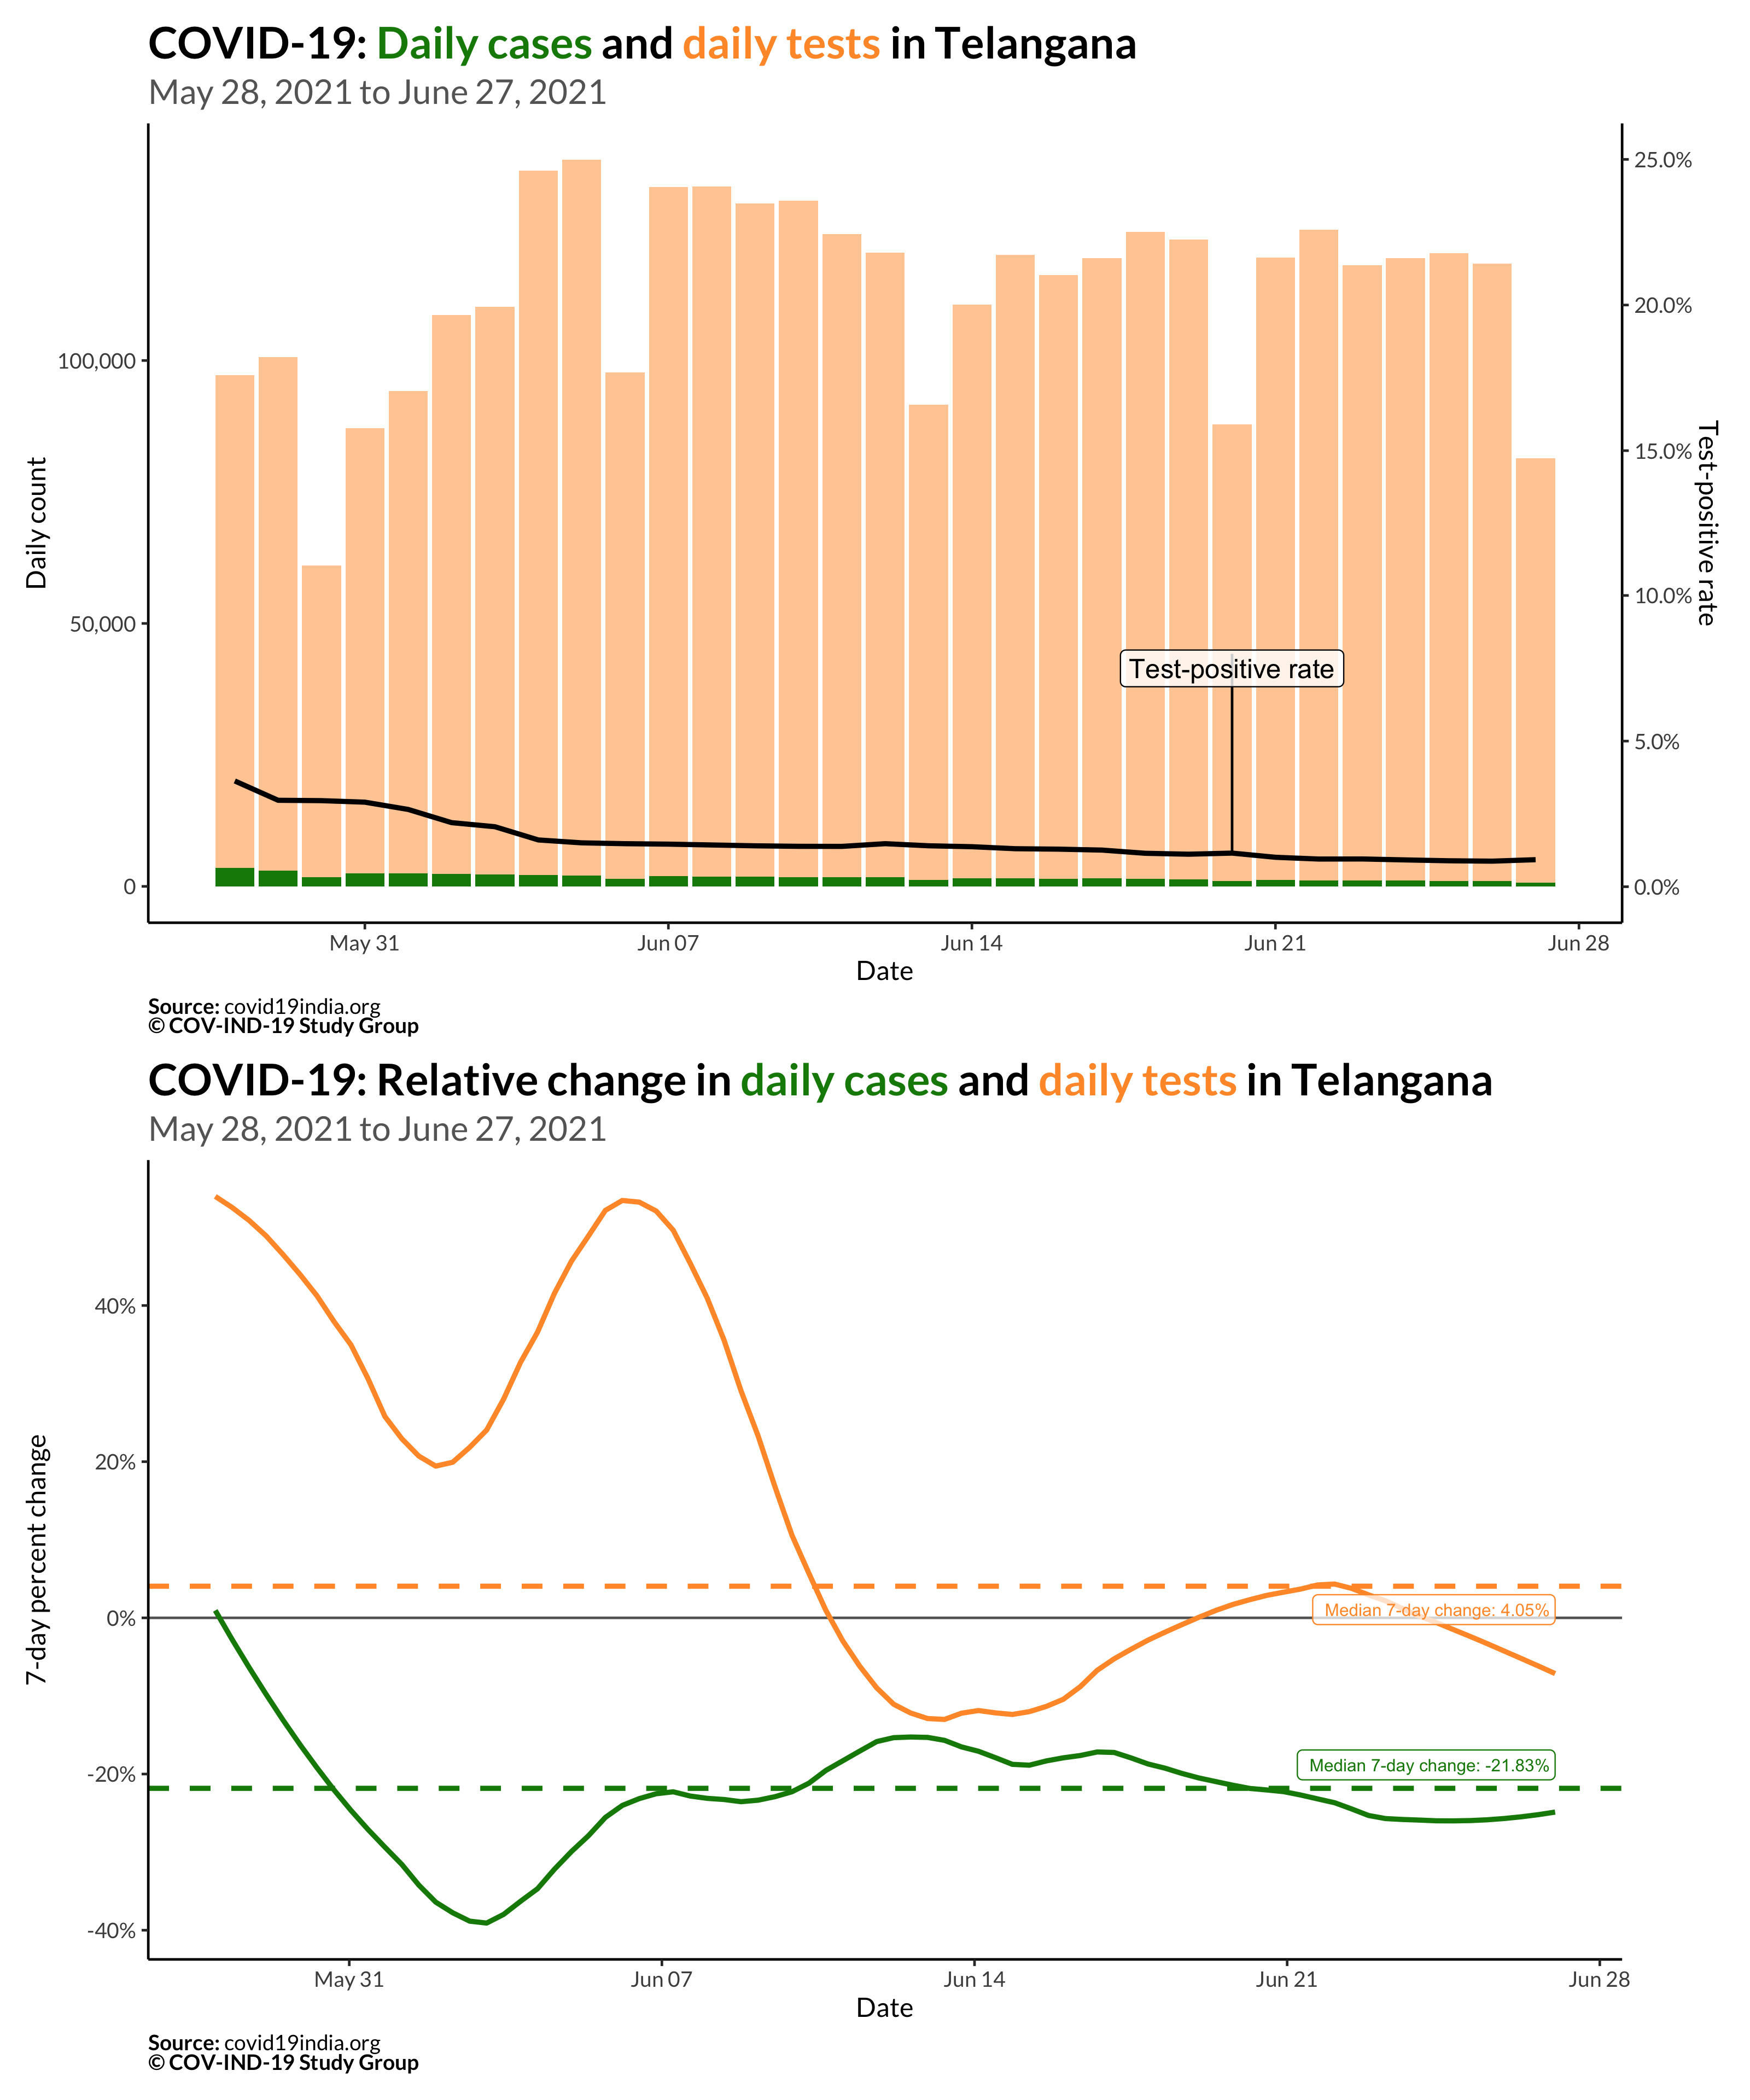 COVID-19: Daily cases and daily tests in Telangana
May 28, 2021 to June 27, 2021
Daily count
100,000
50,000
0
25.0%
20.0%
15.0%
10.0%
5.0%
0.0%
Test-positive rate
Test-positive rate
May 31
Jun 07
Jun 14
Jun 21
Jun 28
Date
Source: covid19india.org
© COV-IND-19 Study Group
COVID-19: Relative change in daily cases and daily tests in Telangana
May 28, 2021 to June 27, 2021
7-day percent change
40%
20%
0%
-20%
-40%
Median 7-day change: 4.05%
Median 7-day change: -21.83%
May 31
Jun 07
Jun 14
Jun 21
Jun 28
Date
Source: covid19india.org
© COV-IND-19 Study Group